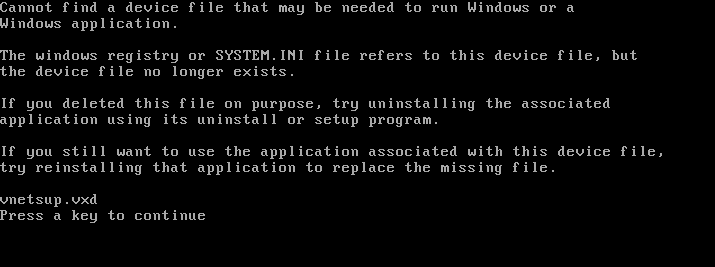 Cannot find a device file that may be needed to run Windows or a
Windows application.
The windows registry or SYSTEM.INI file refers to this device file, but
the device file no longer exists.
If you deleted this file on purpose, try uninstalling the associated
application using its uninstall or setup program.
If you still want to use the application associated with this device file,
try reinstalling that application to replace the missing file.
vnetsup.vxd
Press a key to continue